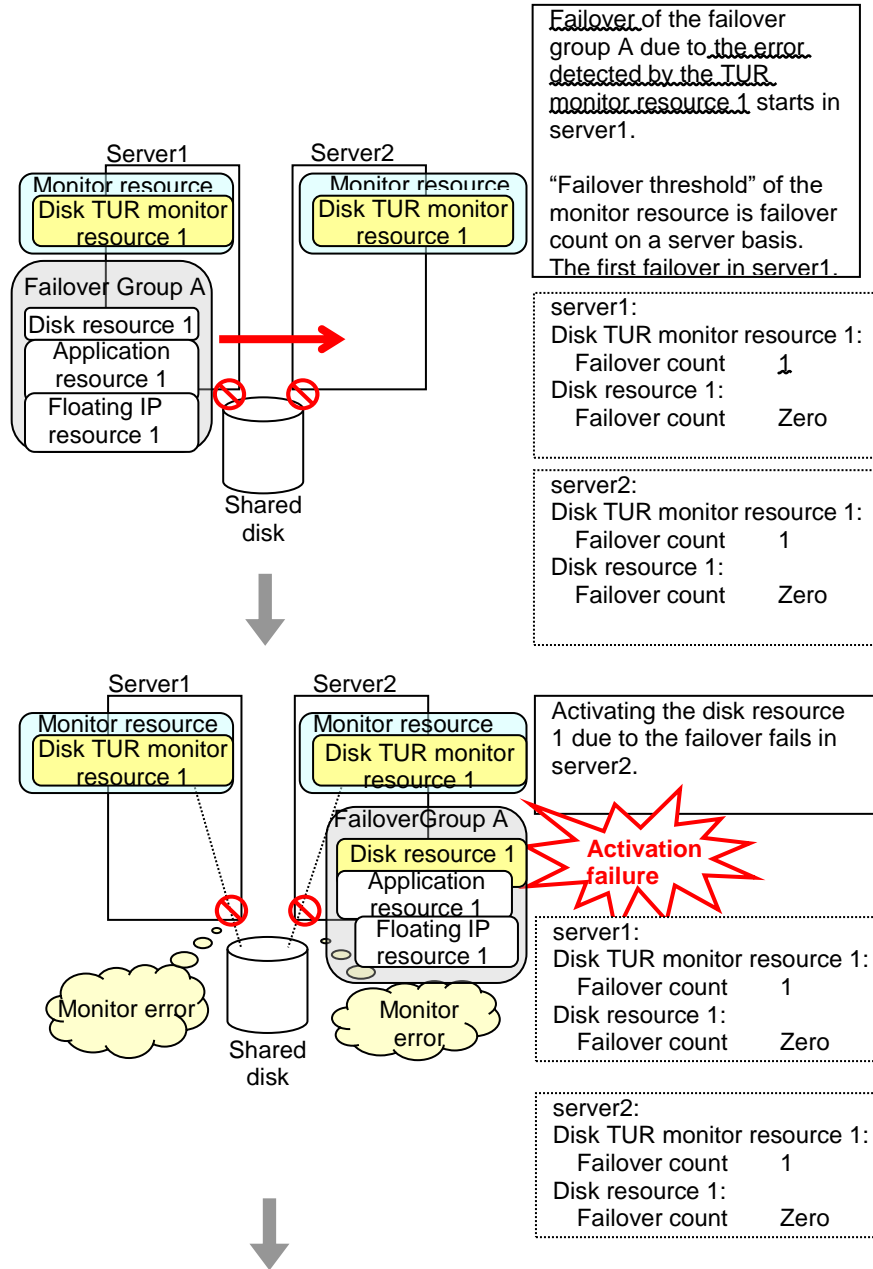 Failover of the failover
group A due to the error
detected by the TUR
monitor resource 1 starts in
server1.
“Failover threshold” of the
monitor resource is failover
count on a server basis.
The first failover in server1.
Server1
Server2
Monitor resource
Disk TUR monitor
resource 1
Monitor resource
Disk TUR monitor
resource 1
Failover Group A
Disk resource 1
Application
resource 1
Floating IP
resource 1
Shared
disk
server1:
Disk TUR monitor resource 1:
Failover count 1
Disk resource 1:
Failover count Zero
server2:
Disk TUR monitor resource 1:
Failover count 1
Disk resource 1:
Failover count Zero
Server1
Server2
Monitor resource
Disk TUR monitor
resource 1
Monitor resource
Disk TUR monitor
resource 1
Activating the disk resource
1 due to the failover fails in
server2.
FailoverGroup A
Disk resource 1
Application
resource 1
Floating IP
resource 1
Activation
failure
Monitor error
Monitor
error
Shared
disk
server1:
Disk TUR monitor resource 1:
Failover count 1
Disk resource 1:
Failover count Zero
server2:
Disk TUR monitor resource 1:
Failover count 1
Disk resource 1:
Failover count Zero